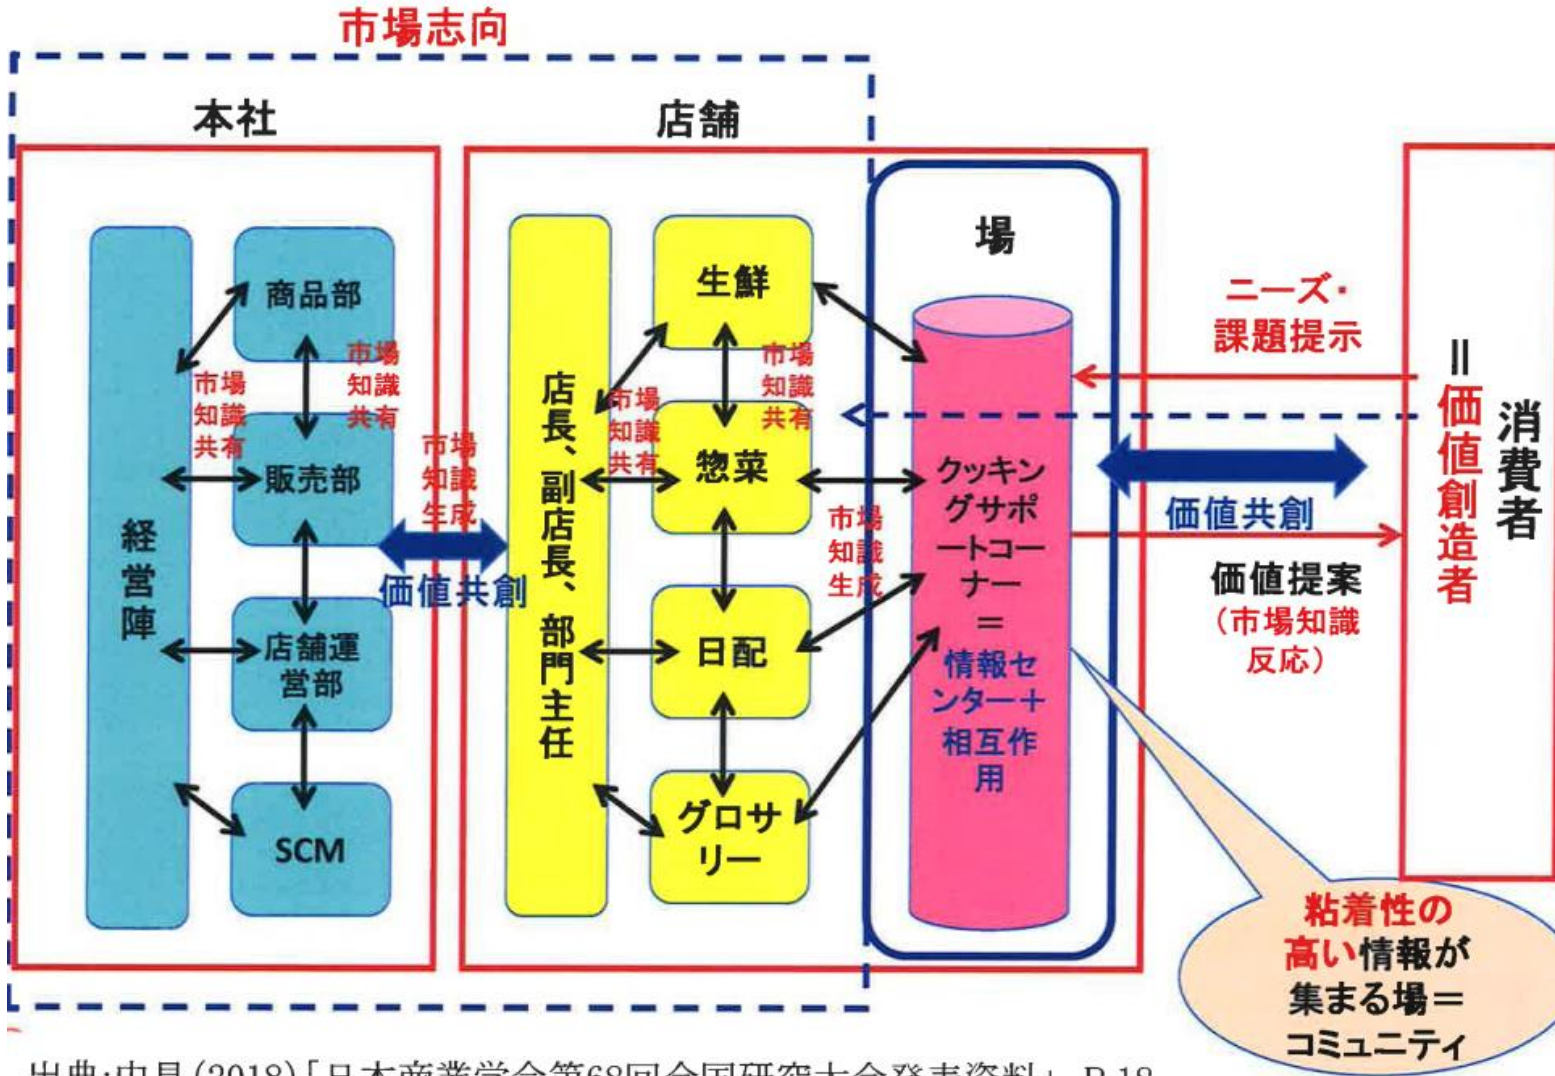 市場志向
本社
経営陣
商品部
販売部
店舗運
営部
SCM
市場
知識
共有
市場
知識
共有
市場
知識
生成
価値共創
店舗
店長、副店長、部門主任
生鮮
惣菜
日配
グロサ
リー
市場
知識
共有
市場
知識
共有
市場
知識
生成
場
クッキン
グサポ
ートコー
ナー
＝
情報セ
ンター＋
相互作
用
ニーズ・
課題提示
価値共創
価値提案
（市場知識
反応）
消費者
＝価値創造者
粘着性の
高い情報が
集まる場＝
コミュニティ